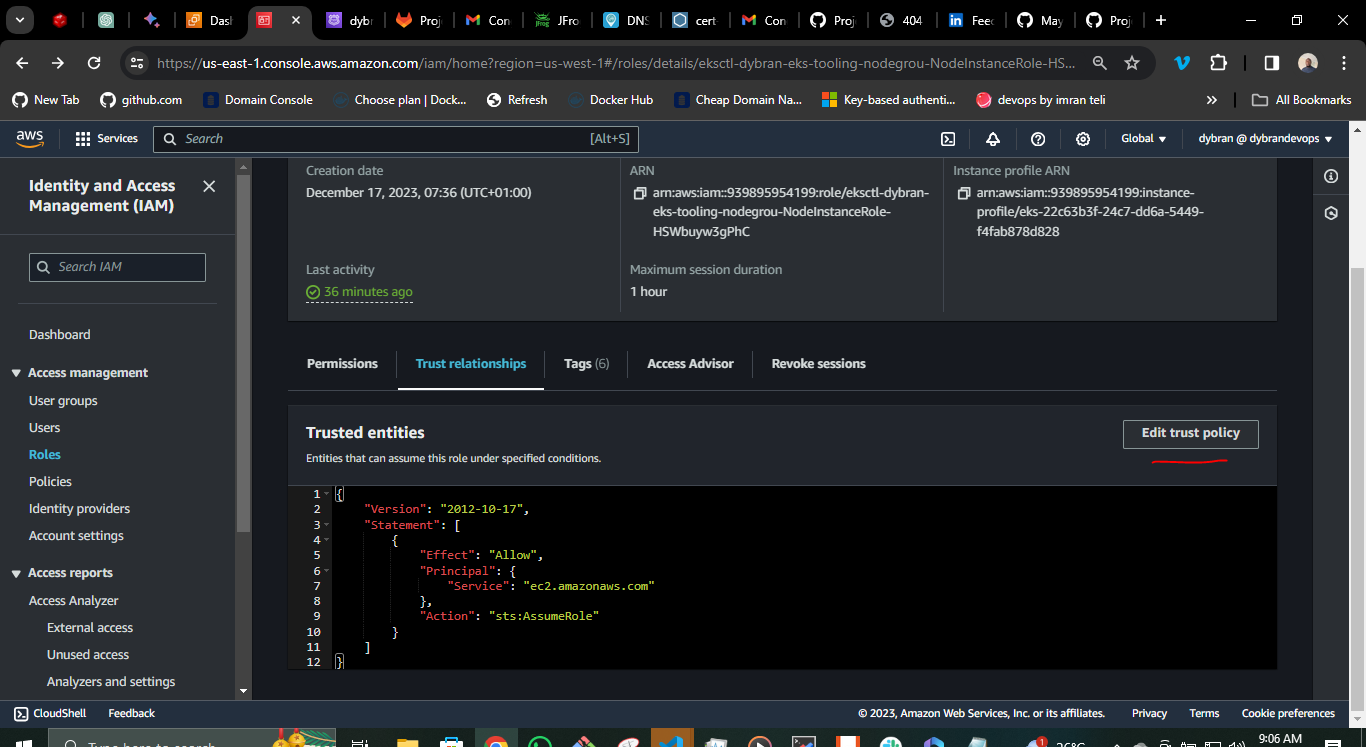 Dash
dybr
Proj
Con
JFro
DNS
cert-
Con
Proj
404
Feed
May
Proj
https://us-east-1.console.aws.amazon.com/iam/home?region=us-west-1#/roles/details/eksctl-dybran-eks-tooling-nodegrou-NodeInstanceRole-HS...
New Tab
github.com
Domain Console
Choose plan | Dock...
Refresh
Docker Hub
Cheap Domain Na...
Key-based authenti...
devops by imran teli
»
All Bookmarks
aws
Services
Search
[Alt+S]
Global
dybran @ dybrandevops
Identity and Access
Management (IAM)
Search IAM
Dashboard
Access management
User groups
Users
Roles
Policies
Identity providers
Account settings
Access reports
Access Analyzer
External access
Unused access
Analyzers and settings
Creation date
December 17, 2023, 07:36 (UTC+01:00)
ARN
arn:aws:iam::939895954199:role/eksctl-dybran-
eks-tooling-nodegrou-NodeInstanceRole-
HSWbuyw3gPhC
Instance profile ARN
arn:aws:iam::939895954199:instance-
profile/eks-22c63b3f-24c7-dd6a-5449-
f4fab878d828
Last activity
36 minutes ago
Maximum session duration
1 hour
Permissions
Trust relationships
Tags (6)
Access Advisor
Revoke sessions
Trusted entities
Entities that can assume this role under specified conditions.
Edit trust policy
1 {
2 "Version": "2012-10-17",
3 "Statement": [
4 {
5 "Effect": "Allow",
6 "Principal": {
7 "Service": "ec2.amazonaws.com"
8 },
9 "Action": "sts:AssumeRole"
10 }
11 ]
12 }
CloudShell
Feedback
© 2023, Amazon Web Services, Inc. or its affiliates.
Privacy
Terms
Cookie preferences
Type here to search
1
26°C
9:06 AM